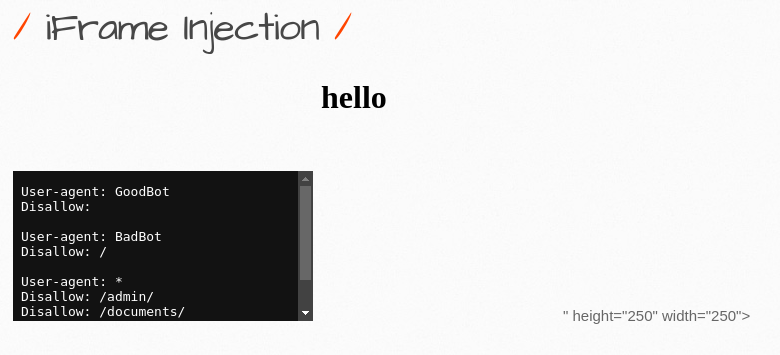 / iFrame Injection /
hello
User-agent: GoodBot
Disallow:
User-agent: BadBot
Disallow: /
User-agent: *
Disallow: /admin/
Disallow: /documents/
" height="250" width="250">